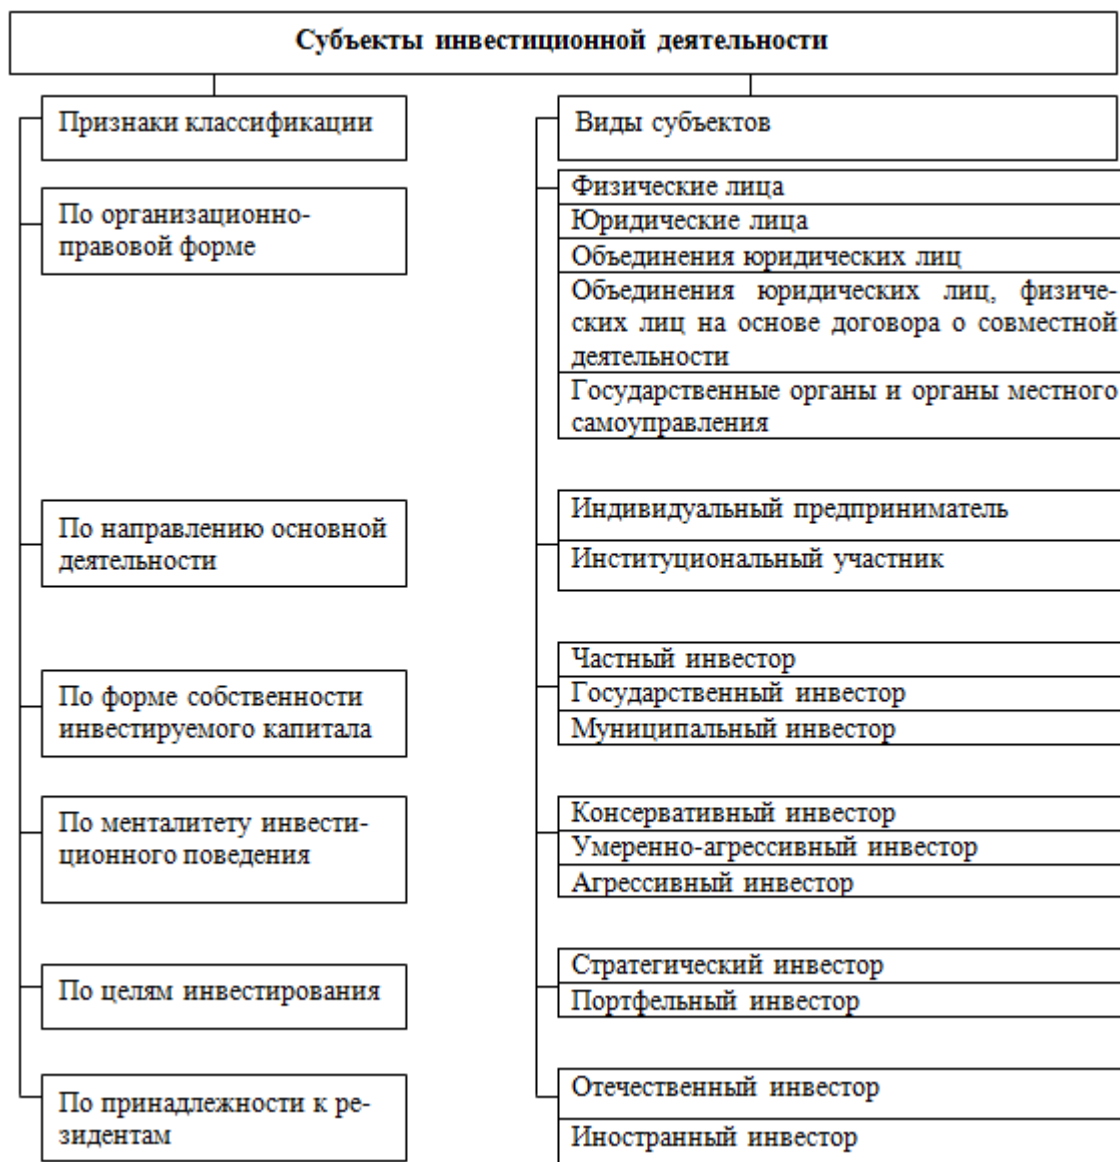 Субъекты инвестиционной деятельности
Признаки классификации
Виды субъектов
По организационно-
правовой форме
Физические лица
Юридические лица
Объединения юридических лиц
Объединения юридических лиц, физиче-
ских лиц на основе договора о совместной
деятельности
Государственные органы и органы местного
самоуправления
По направлению основной
деятельности
Индивидуальный предприниматель
Институциональный участник
По форме собственности
инвестируемого капитала
Частный инвестор
Государственный инвестор
Муниципальный инвестор
По менталитету инвести-
ционного поведения
Консервативный инвестор
Умеренно-агрессивный инвестор
Агрессивный инвестор
По целям инвестирования
Стратегический инвестор
Портфельный инвестор
По принадлежности к ре-
зидентам
Отечественный инвестор
Иностранный инвестор